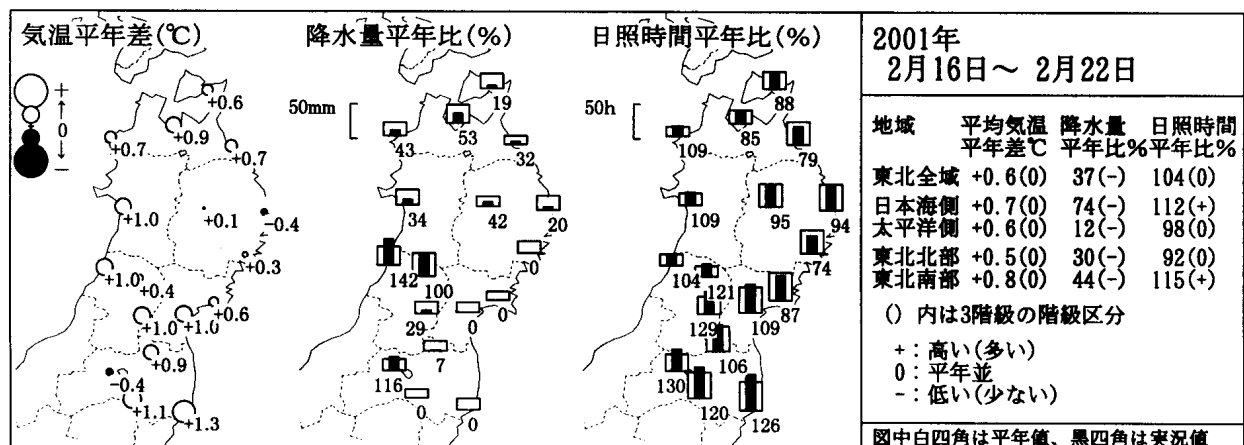 気温平年差(℃)
+
↑
0
↓
−
+0.6
+0.9
+0.7
+0.7
+1.0
+0.1
−0.4
+0.3
+1.0
+0.4
+0.6
+1.0
+1.0
+0.9
−0.4
+1.1
+1.3
降水量平年比(%)
50mm
19
53
43
32
34
42
20
0
142
100
0
29
0
7
116
0
0
日照時間平年比(%)
50h
88
85
109
79
109
95
94
74
104
121
87
129
109
106
130
120
126
2001年
2月16日～ 2月22日
地域 平均気温 降水量 日照時間
平年差℃ 平年比% 平年比%
東北全域 +0.6(0) 37(-) 104(0)
日本海側 +0.7(0) 74(-) 112(+)
太平洋側 +0.6(0) 12(-) 98(0)
東北北部 +0.5(0) 30(-) 92(0)
東北南部 +0.8(0) 44(-) 115(+)
() 内は3階級の階級区分
+：高い(多い)
0：平年並
-：低い(少ない)
図中白四角は平年値、黒四角は実況値